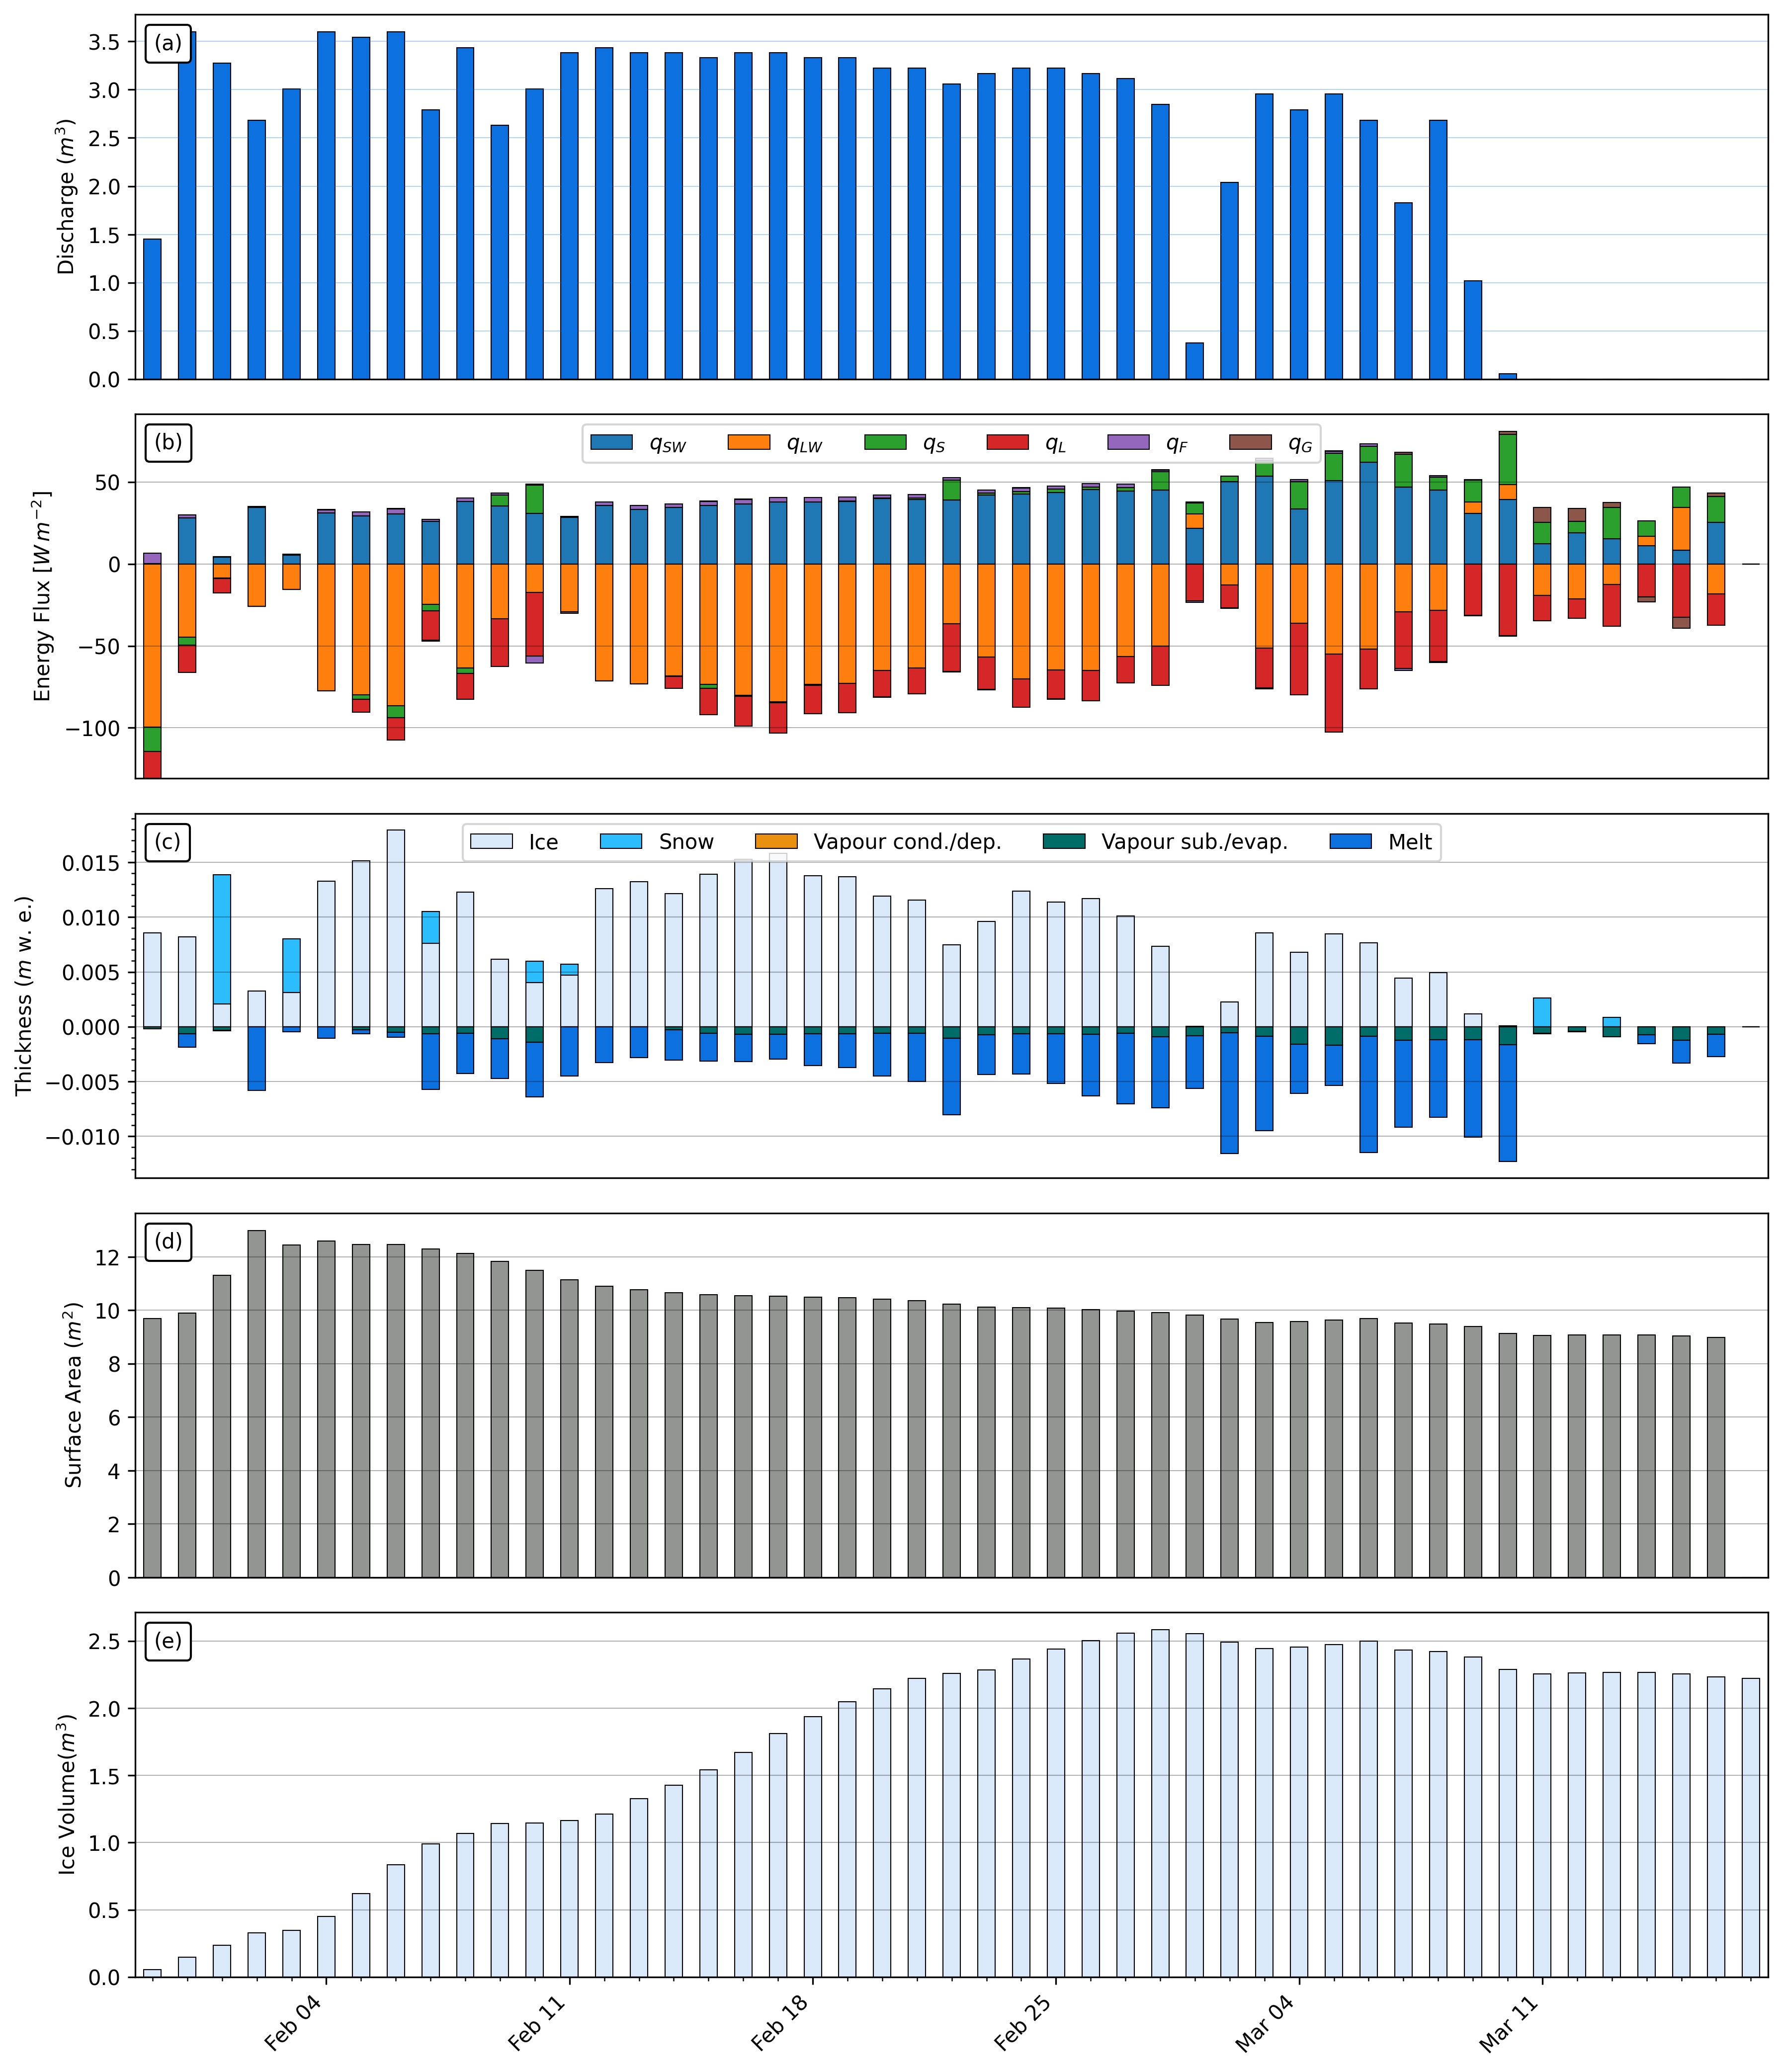 (a)
Discharge (m³)
3.5
3.0
2.5
2.0
1.5
1.0
0.5
0.0
(b)
q_SW q_LW q_S q_L q_F q_G
Energy Flux [W m⁻²]
50
0
−50
−100
(c)
Ice Snow Vapour cond./dep. Vapour sub./evap. Melt
Thickness (m w. e.)
0.015
0.010
0.005
0.000
−0.005
−0.010
(d)
Surface Area (m²)
12
10
8
6
4
2
0
(e)
Ice Volume(m³)
2.5
2.0
1.5
1.0
0.5
0.0
Feb 04 Feb 11 Feb 18 Feb 25 Mar 04 Mar 11